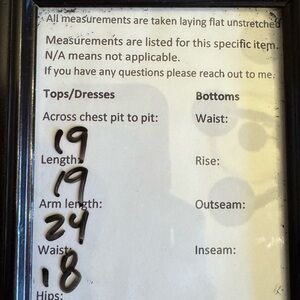 All measurements are taken laying flat unstretched
Measurements are listed for this specific item.
N/A means not applicable.
If you have any questions please reach out to me.
Tops/Dresses Bottoms
Across chest pit to pit: Waist:
19
Length: Rise:
19
Arm length: Outseam:
24
Waist: Inseam:
18
Hips: